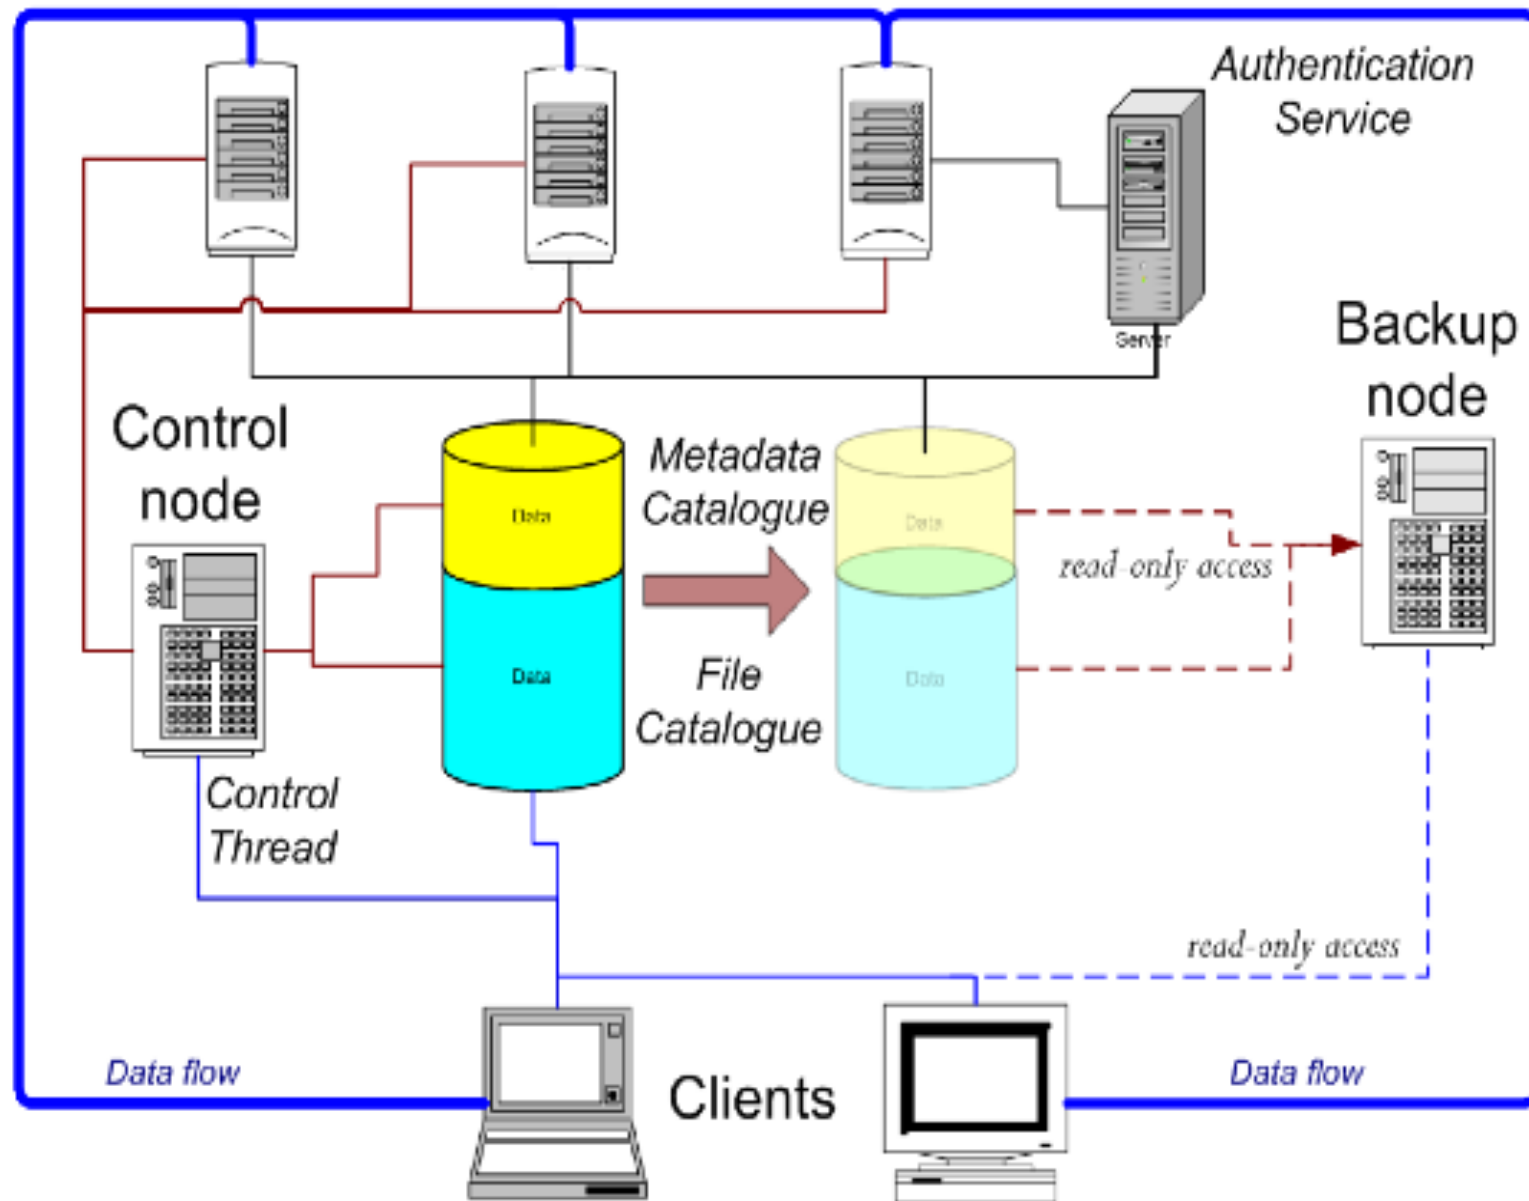 Authentication
Service
Server
Backup
node
Control
node
Metadata
Catalogue
Data
Data
read-only access
Data
Data
File
Catalogue
Control
Thread
read-only access
Data flow
Clients
Data flow